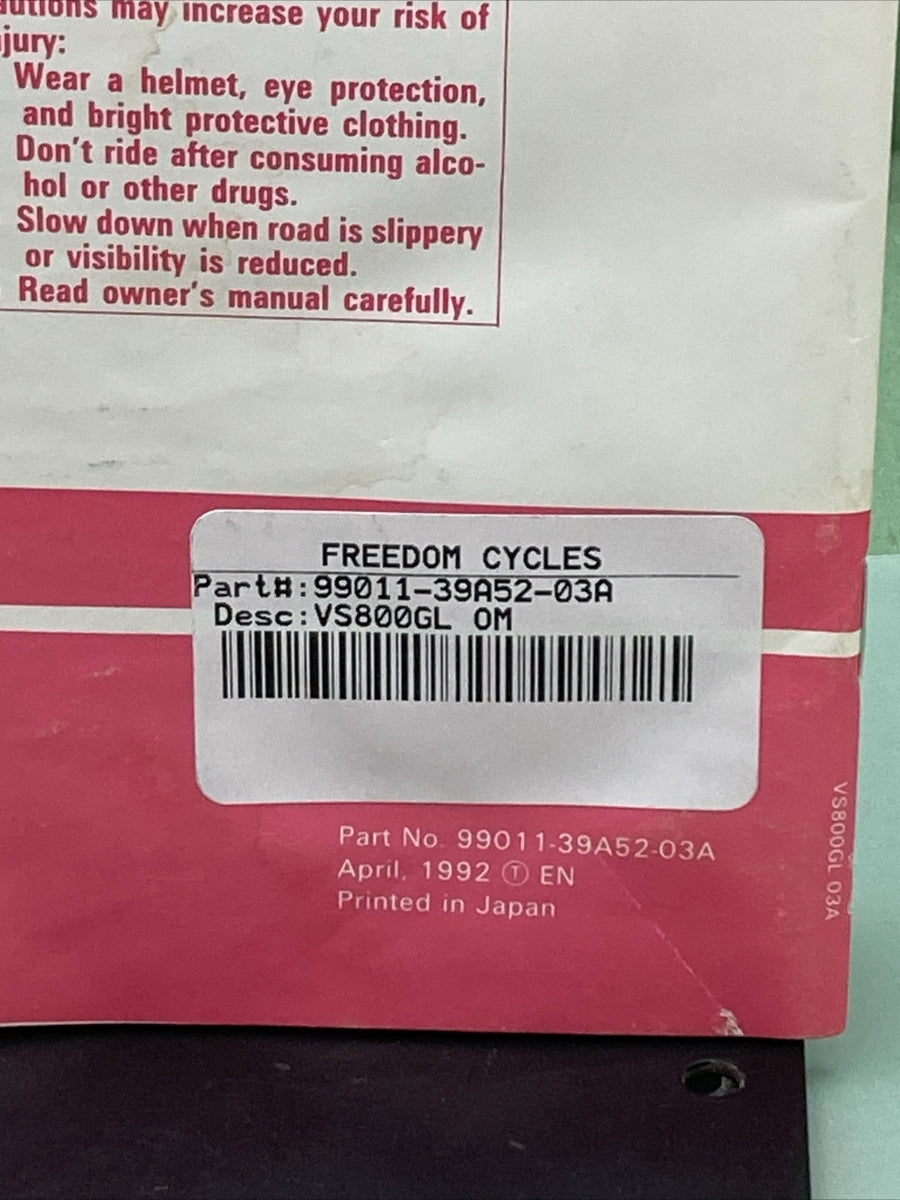 may increase your risk of
jury:
Wear a helmet, eye protection,
and bright protective clothing.
Don't ride after consuming alco-
hol or other drugs.
Slow down when road is slippery
or visibility is reduced.
Read owner's manual carefully.
FREEDOM CYCLES
Part#:99011-39A52-03A
Desc:VS800GL OM
Part No. 99011-39A52-03A
April, 1992 Ⓣ EN
Printed in Japan
VS800GL 03A